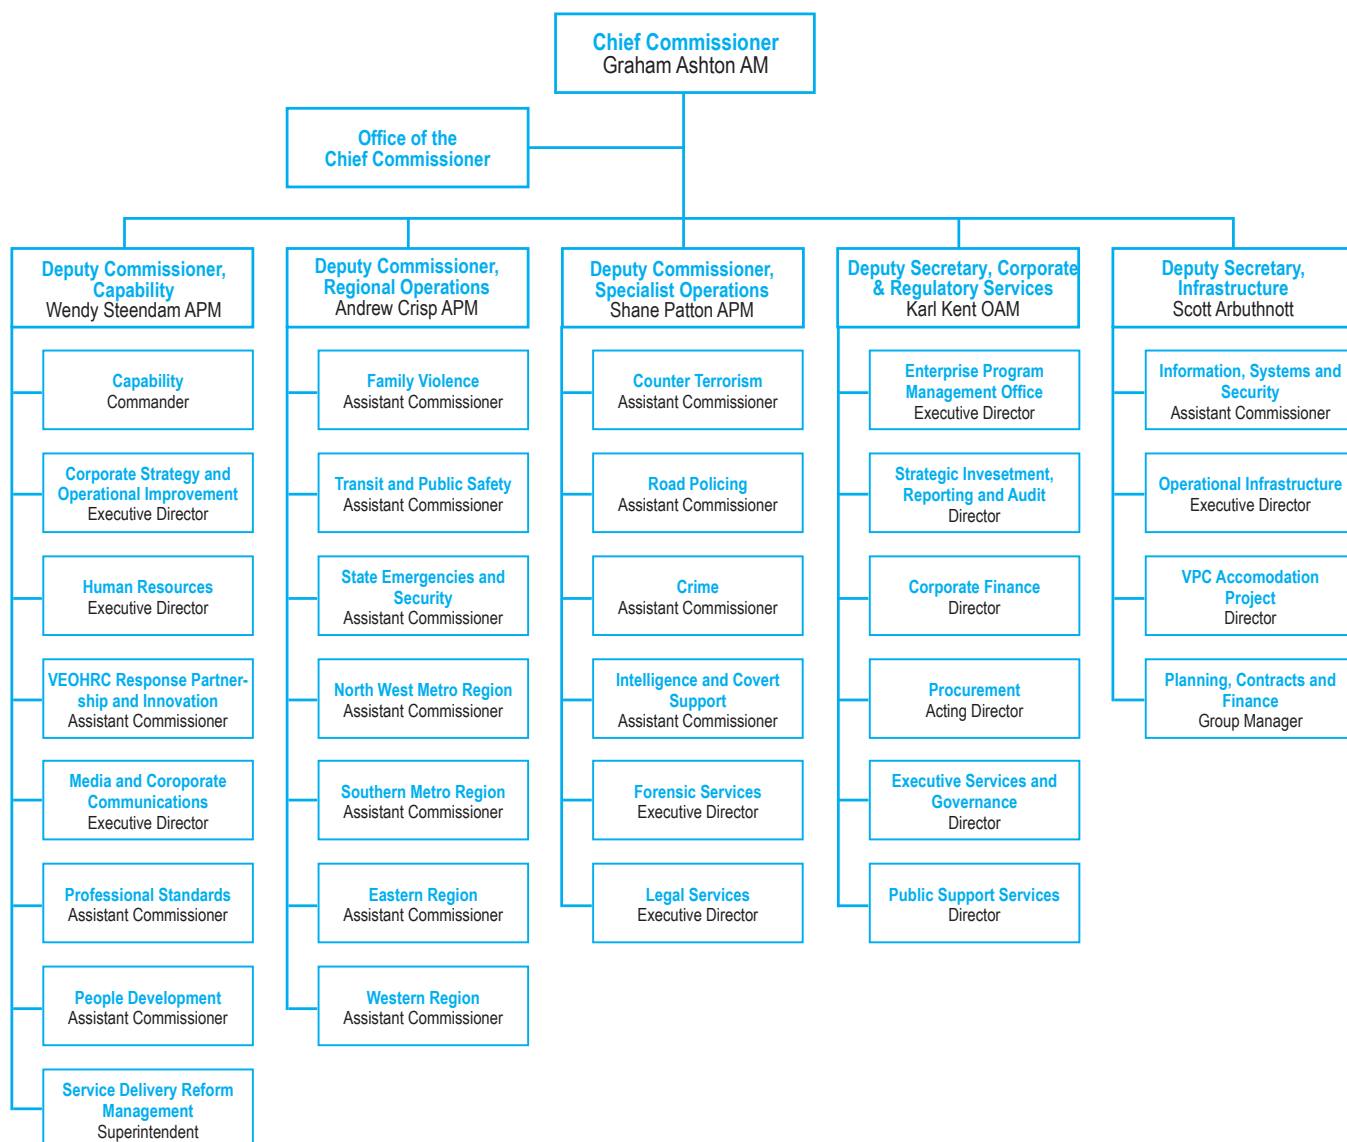 Chief Commissioner
Graham Ashton AM
Office of the
Chief Commissioner
Deputy Commissioner,
Capability
Wendy Steendam APM
Capability
Commander
Corporate Strategy and
Operational Improvement
Executive Director
Human Resources
Executive Director
VEOHRC Response Partner-
ship and Innovation
Assistant Commissioner
Media and Coroporate
Communications
Executive Director
Professional Standards
Assistant Commissioner
People Development
Assistant Commissioner
Service Delivery Reform
Management
Superintendent
Deputy Commissioner,
Regional Operations
Andrew Crisp APM
Family Violence
Assistant Commissioner
Transit and Public Safety
Assistant Commissioner
State Emergencies and
Security
Assistant Commissioner
North West Metro Region
Assistant Commissioner
Southern Metro Region
Assistant Commissioner
Eastern Region
Assistant Commissioner
Western Region
Assistant Commissioner
Deputy Commissioner,
Specialist Operations
Shane Patton APM
Counter Terrorism
Assistant Commissioner
Road Policing
Assistant Commissioner
Crime
Assistant Commissioner
Intelligence and Covert
Support
Assistant Commissioner
Forensic Services
Executive Director
Legal Services
Executive Director
Deputy Secretary, Corporate
& Regulatory Services
Karl Kent OAM
Enterprise Program
Management Office
Executive Director
Strategic Invesetment,
Reporting and Audit
Director
Corporate Finance
Director
Procurement
Acting Director
Executive Services and
Governance
Director
Public Support Services
Director
Deputy Secretary,
Infrastructure
Scott Arbuthnott
Information, Systems and
Security
Assistant Commissioner
Operational Infrastructure
Executive Director
VPC Accomodation
Project
Director
Planning, Contracts and
Finance
Group Manager